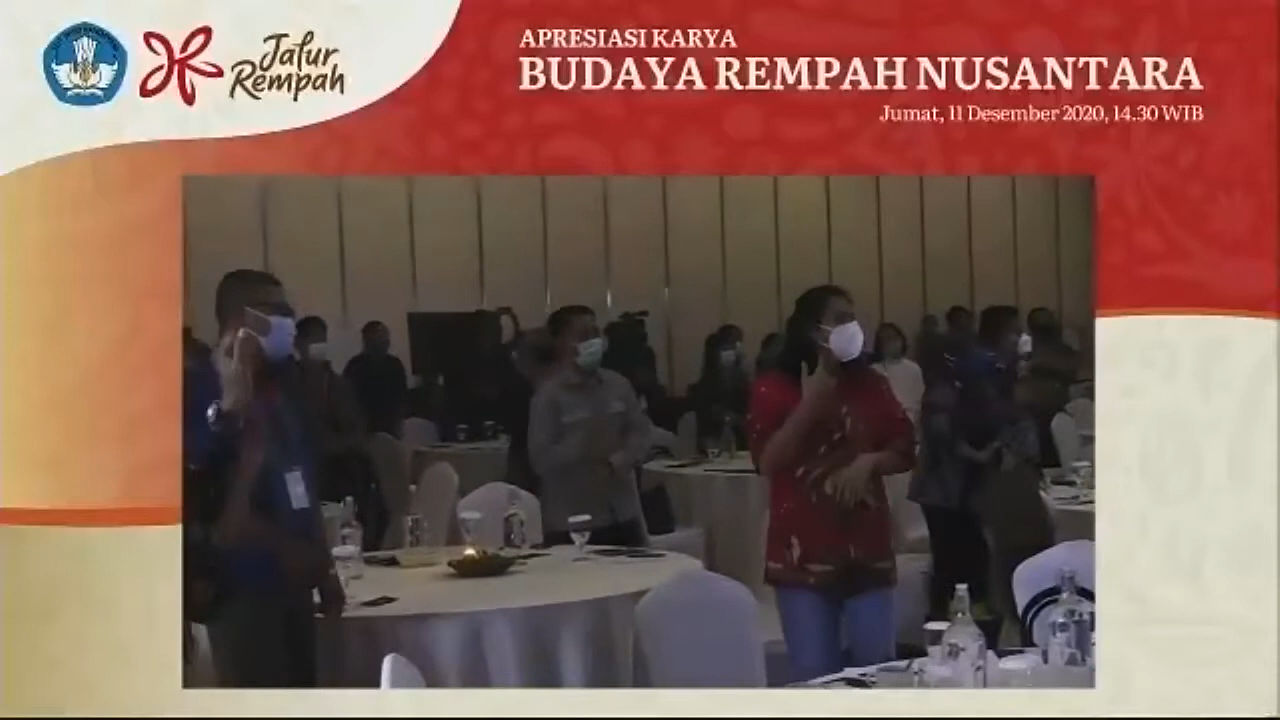 Jalur
Rempah
APRESIASI KARYA
BUDAYA REMPAH NUSANTARA
Jumat, 11 Desember 2020, 14.30 WIB